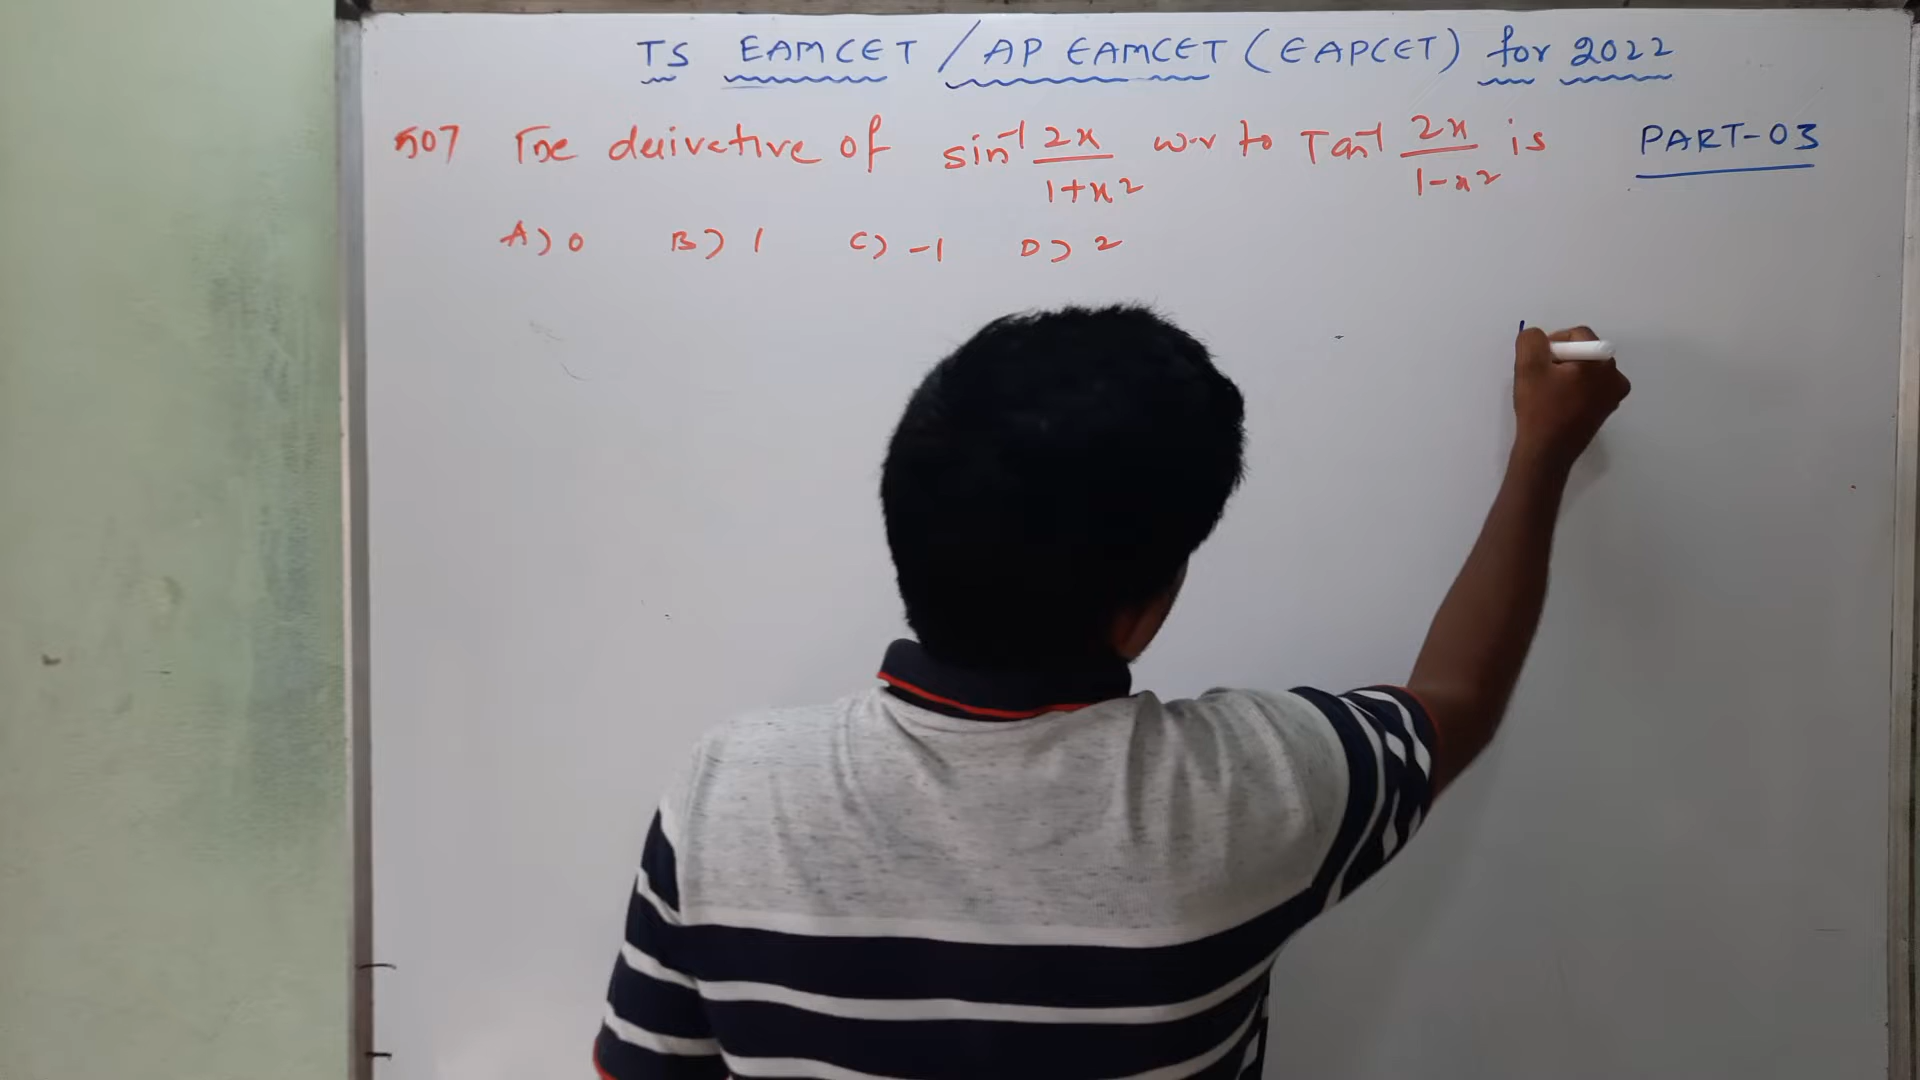 TS EAMCET / AP EAMCET (EAPCET) for 2022
507 The derivative of sin⁻¹ 2x/1+x² w.r to Tan⁻¹ 2x/1-x² is PART-03
A) 0 B) 1 C) -1 D) 2